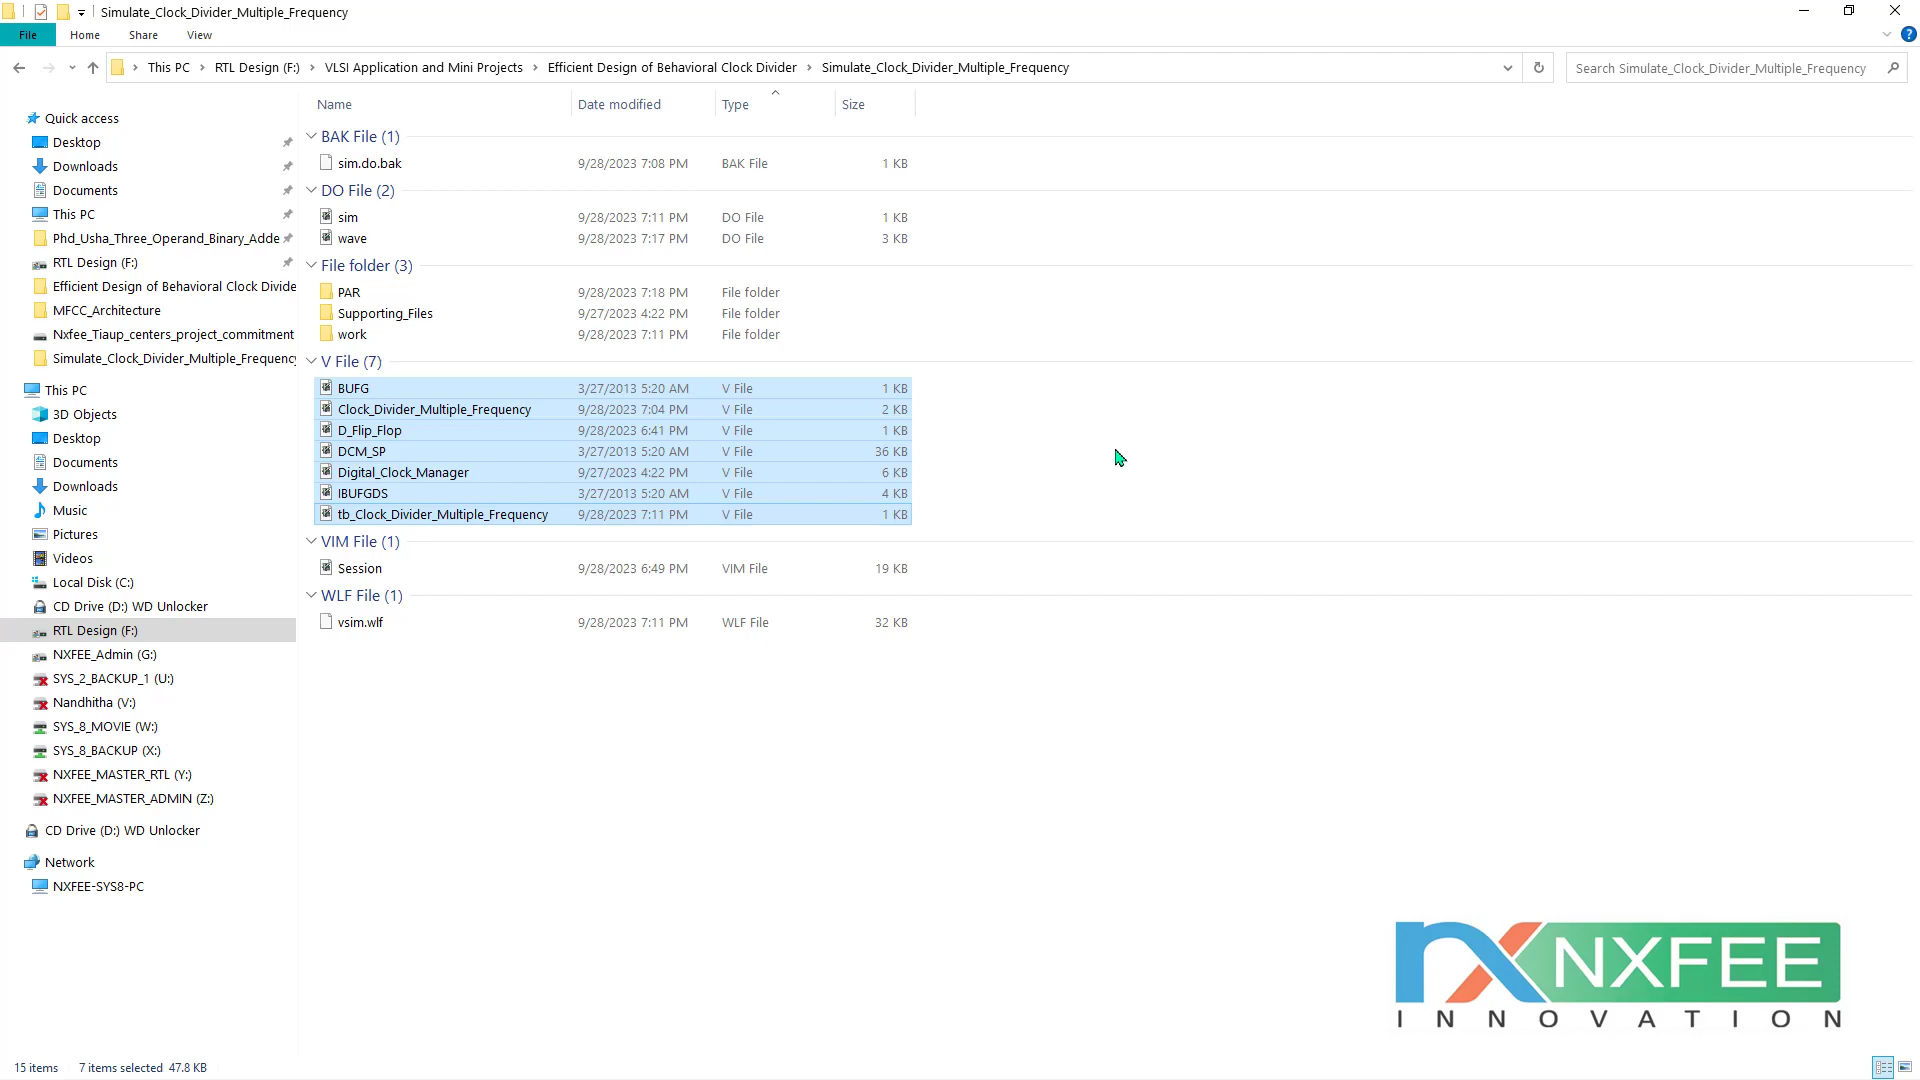 Simulate_Clock_Divider_Multiple_Frequency
File Home Share View
This PC RTL Design (F:) VLSI Application and Mini Projects Efficient Design of Behavioral Clock Divider Simulate_Clock_Divider_Multiple_Frequency
Search Simulate_Clock_Divider_Multiple_Frequency
Quick access
Desktop
Downloads
Documents
This PC
Phd_Usha_Three_Operand_Binary_Adde
RTL Design (F:)
Efficient Design of Behavioral Clock Divide
MFCC_Architecture
Nxfee_Tiaup_centers_project_commitment
Simulate_Clock_Divider_Multiple_Frequency
This PC
3D Objects
Desktop
Documents
Downloads
Music
Pictures
Videos
Local Disk (C:)
CD Drive (D:) WD Unlocker
RTL Design (F:)
NXFEE_Admin (G:)
SYS_2_BACKUP_1 (U:)
Nandhitha (V:)
SYS_8_MOVIE (W:)
SYS_8_BACKUP (X:)
NXFEE_MASTER_RTL (Y:)
NXFEE_MASTER_ADMIN (Z:)
CD Drive (D:) WD Unlocker
Network
NXFEE-SYS8-PC
Name Date modified Type Size
BAK File (1)
sim.do.bak 9/28/2023 7:08 PM BAK File 1 KB
DO File (2)
sim 9/28/2023 7:11 PM DO File 1 KB
wave 9/28/2023 7:17 PM DO File 3 KB
File folder (3)
PAR 9/28/2023 7:18 PM File folder
Supporting_Files 9/27/2023 4:22 PM File folder
work 9/28/2023 7:11 PM File folder
V File (7)
BUFG 3/27/2013 5:20 AM V File 1 KB
Clock_Divider_Multiple_Frequency 9/28/2023 7:04 PM V File 2 KB
D_Flip_Flop 9/28/2023 6:41 PM V File 1 KB
DCM_SP 3/27/2013 5:20 AM V File 36 KB
Digital_Clock_Manager 9/27/2023 4:22 PM V File 6 KB
IBUFGDS 3/27/2013 5:20 AM V File 4 KB
tb_Clock_Divider_Multiple_Frequency 9/28/2023 7:11 PM V File 1 KB
VIM File (1)
Session 9/28/2023 6:49 PM VIM File 19 KB
WLF File (1)
vsim.wlf 9/28/2023 7:11 PM WLF File 32 KB
NXFEE
INNOVATION
15 items 7 items selected 47.8 KB